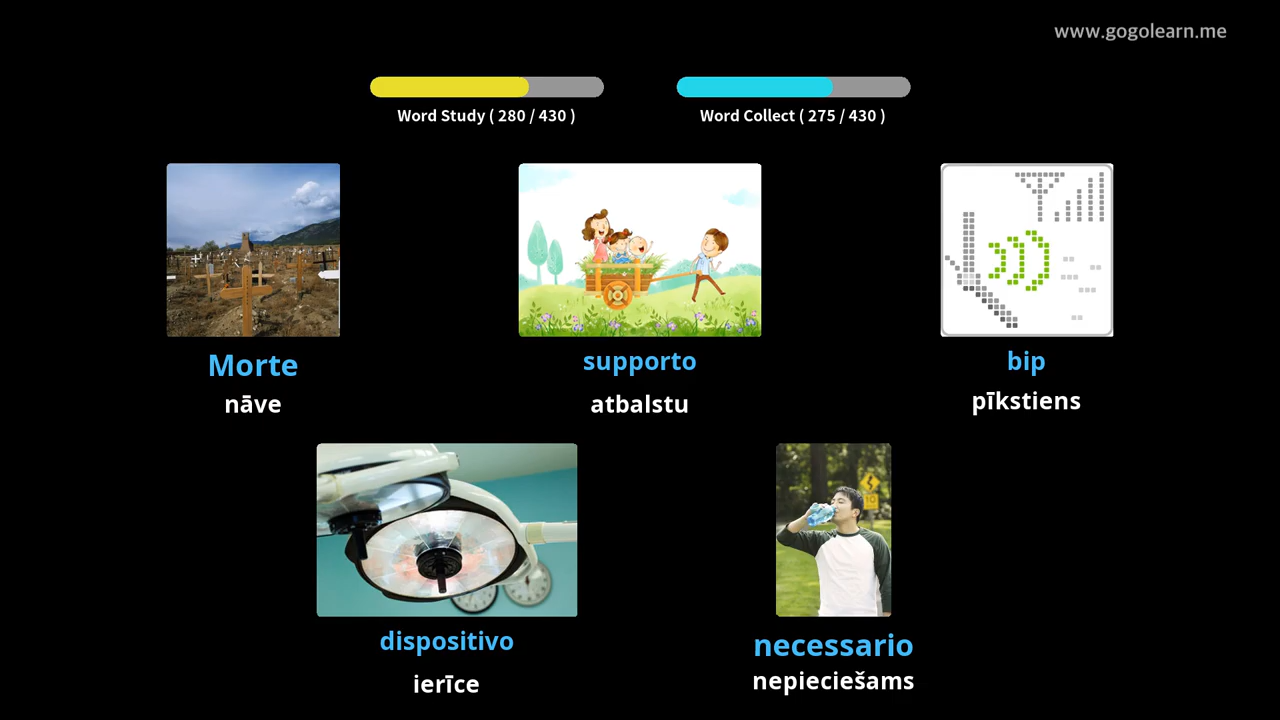 www.gogolearn.me
Word Study ( 280 / 430 )
Word Collect ( 275 / 430 )
Morte
nāve
supporto
atbalstu
bip
pīkstiens
dispositivo
ierīce
necessario
nepieciešams